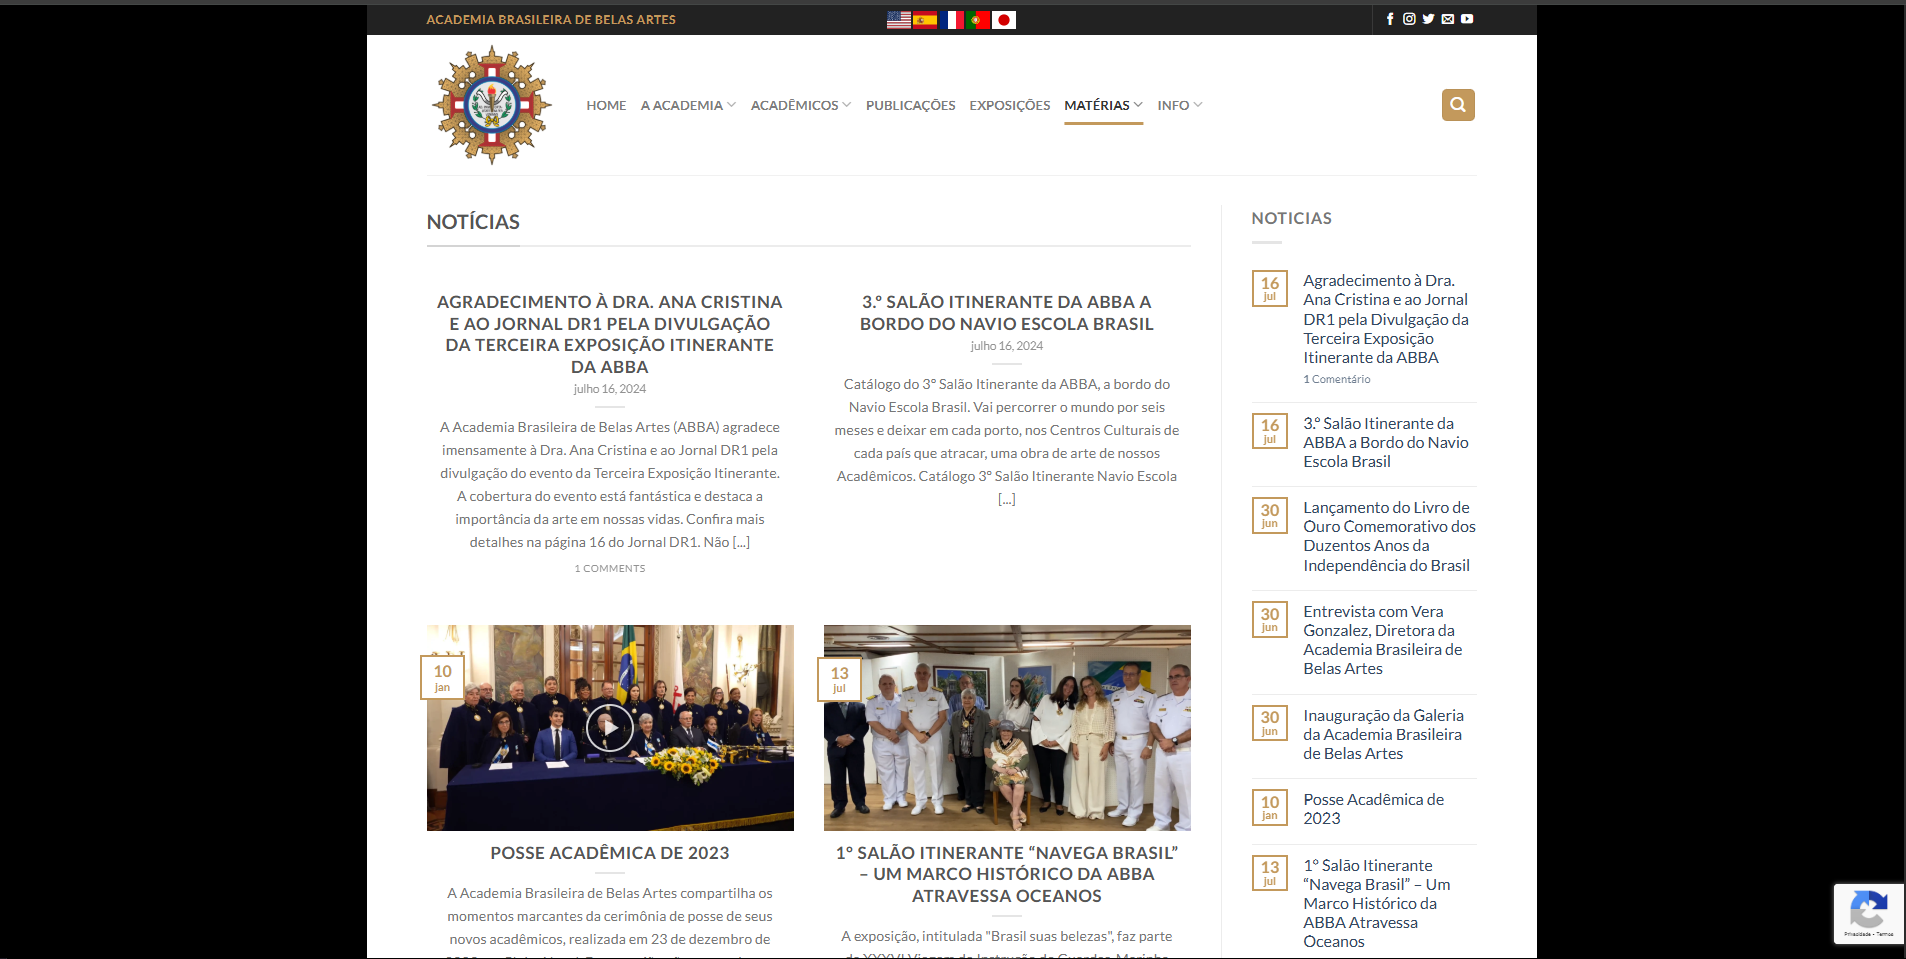 ACADEMIA BRASILEIRA DE BELAS ARTES
HOME A ACADEMIA ACADÊMICOS PUBLICAÇÕES EXPOSIÇÕES MATÉRIAS INFO
NOTÍCIAS
AGRADECIMENTO À DRA. ANA CRISTINA
E AO JORNAL DR1 PELA DIVULGAÇÃO
DA TERCEIRA EXPOSIÇÃO ITINERANTE
DA ABBA
julho 16, 2024
A Academia Brasileira de Belas Artes (ABBA) agradece
imensamente à Dra. Ana Cristina e ao Jornal DR1 pela
divulgação do evento da Terceira Exposição Itinerante.
A cobertura do evento está fantástica e destaca a
importância da arte em nossas vidas. Confira mais
detalhes na página 16 do Jornal DR1. Não [...]
1 COMMENTS
3.º SALÃO ITINERANTE DA ABBA A
BORDO DO NAVIO ESCOLA BRASIL
julho 16, 2024
Catálogo do 3º Salão Itinerante da ABBA, a bordo do
Navio Escola Brasil. Vai percorrer o mundo por seis
meses e deixar em cada porto, nos Centros Culturais de
cada país que atracar, uma obra de arte de nossos
Acadêmicos. Catálogo 3º Salão Itinerante Navio Escola
[...]
10
jan
POSSE ACADÊMICA DE 2023
A Academia Brasileira de Belas Artes compartilha os
momentos marcantes da cerimônia de posse de seus
novos acadêmicos, realizada em 23 de dezembro de
13
jul
1º SALÃO ITINERANTE “NAVEGA BRASIL”
– UM MARCO HISTÓRICO DA ABBA
ATRAVESSA OCEANOS
A exposição, intitulada "Brasil suas belezas", faz parte
da XXXVI Viagem de Instrução de Guardas-Marinha
NOTICIAS
16
jul
Agradecimento à Dra.
Ana Cristina e ao Jornal
DR1 pela Divulgação da
Terceira Exposição
Itinerante da ABBA
1 Comentário
16
jul
3.º Salão Itinerante da
ABBA a Bordo do Navio
Escola Brasil
30
jun
Lançamento do Livro de
Ouro Comemorativo dos
Duzentos Anos da
Independência do Brasil
30
jun
Entrevista com Vera
Gonzalez, Diretora da
Academia Brasileira de
Belas Artes
30
jun
Inauguração da Galeria
da Academia Brasileira
de Belas Artes
10
jan
Posse Acadêmica de
2023
13
jul
1º Salão Itinerante
“Navega Brasil” – Um
Marco Histórico da
ABBA Atravessa
Oceanos
Privacidade - Termos